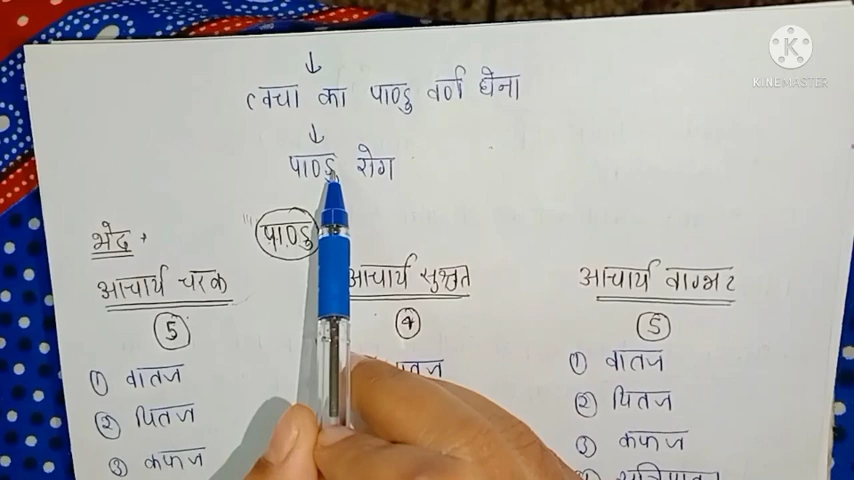 ↓
त्वचा का पाण्डु वर्ण होना
↓
पाण्डु रोग
भेद
"पाण्डु
आचार्य चरक
आचार्य सुश्रुत
आचार्य वाग्भट
5
4
5
① वातज
① वातज
② पित्तज
② पित्तज
③ कफज
③ कफज
K
KINEMASTER